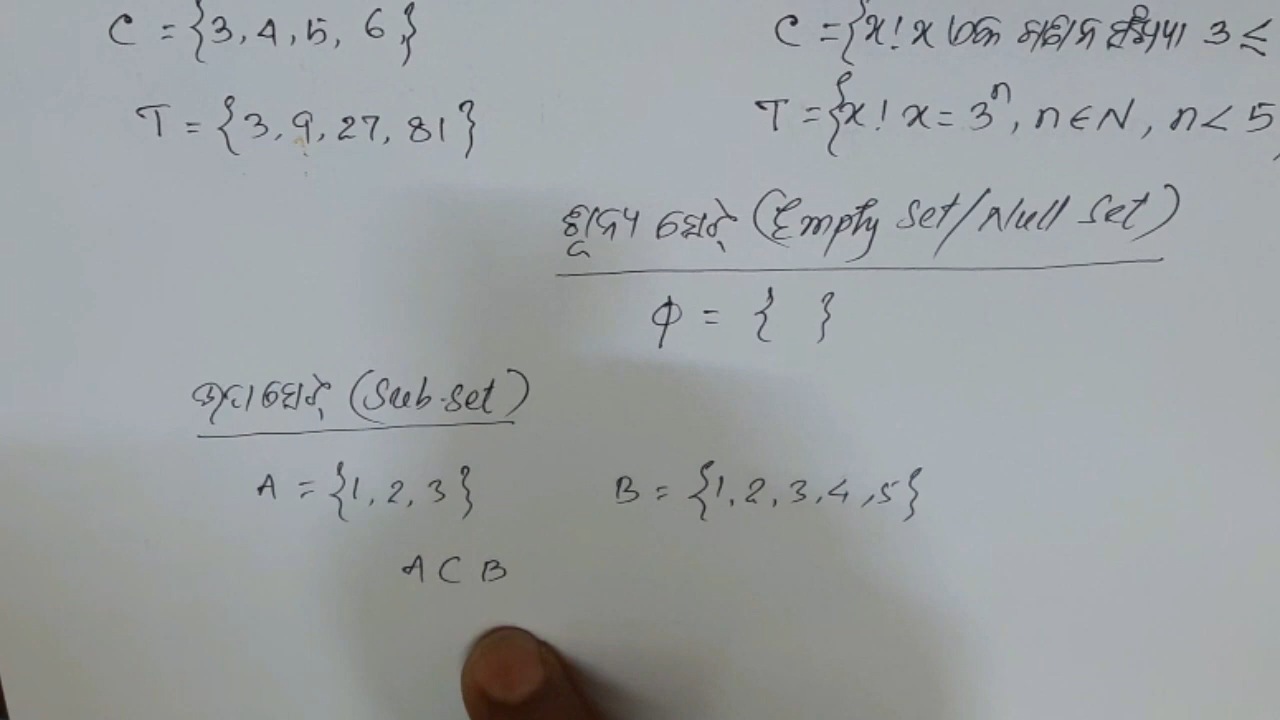 C = {3, 4, 5, 6,}
C = {x! x ଏକ ଗଣନ ସଂଖ୍ୟା 3 ≤
T = {3, 9, 27, 81}
T = {x! x = 3ⁿ, n ∈ N, n < 5,
ଶୂନ୍ୟ ସେଟ୍ (Empty set/Null set)
ϕ = { }
ଉପସେଟ୍ (Sub-set)
A = {1, 2, 3}
B = {1, 2, 3, 4, 5}
A ⊂ B